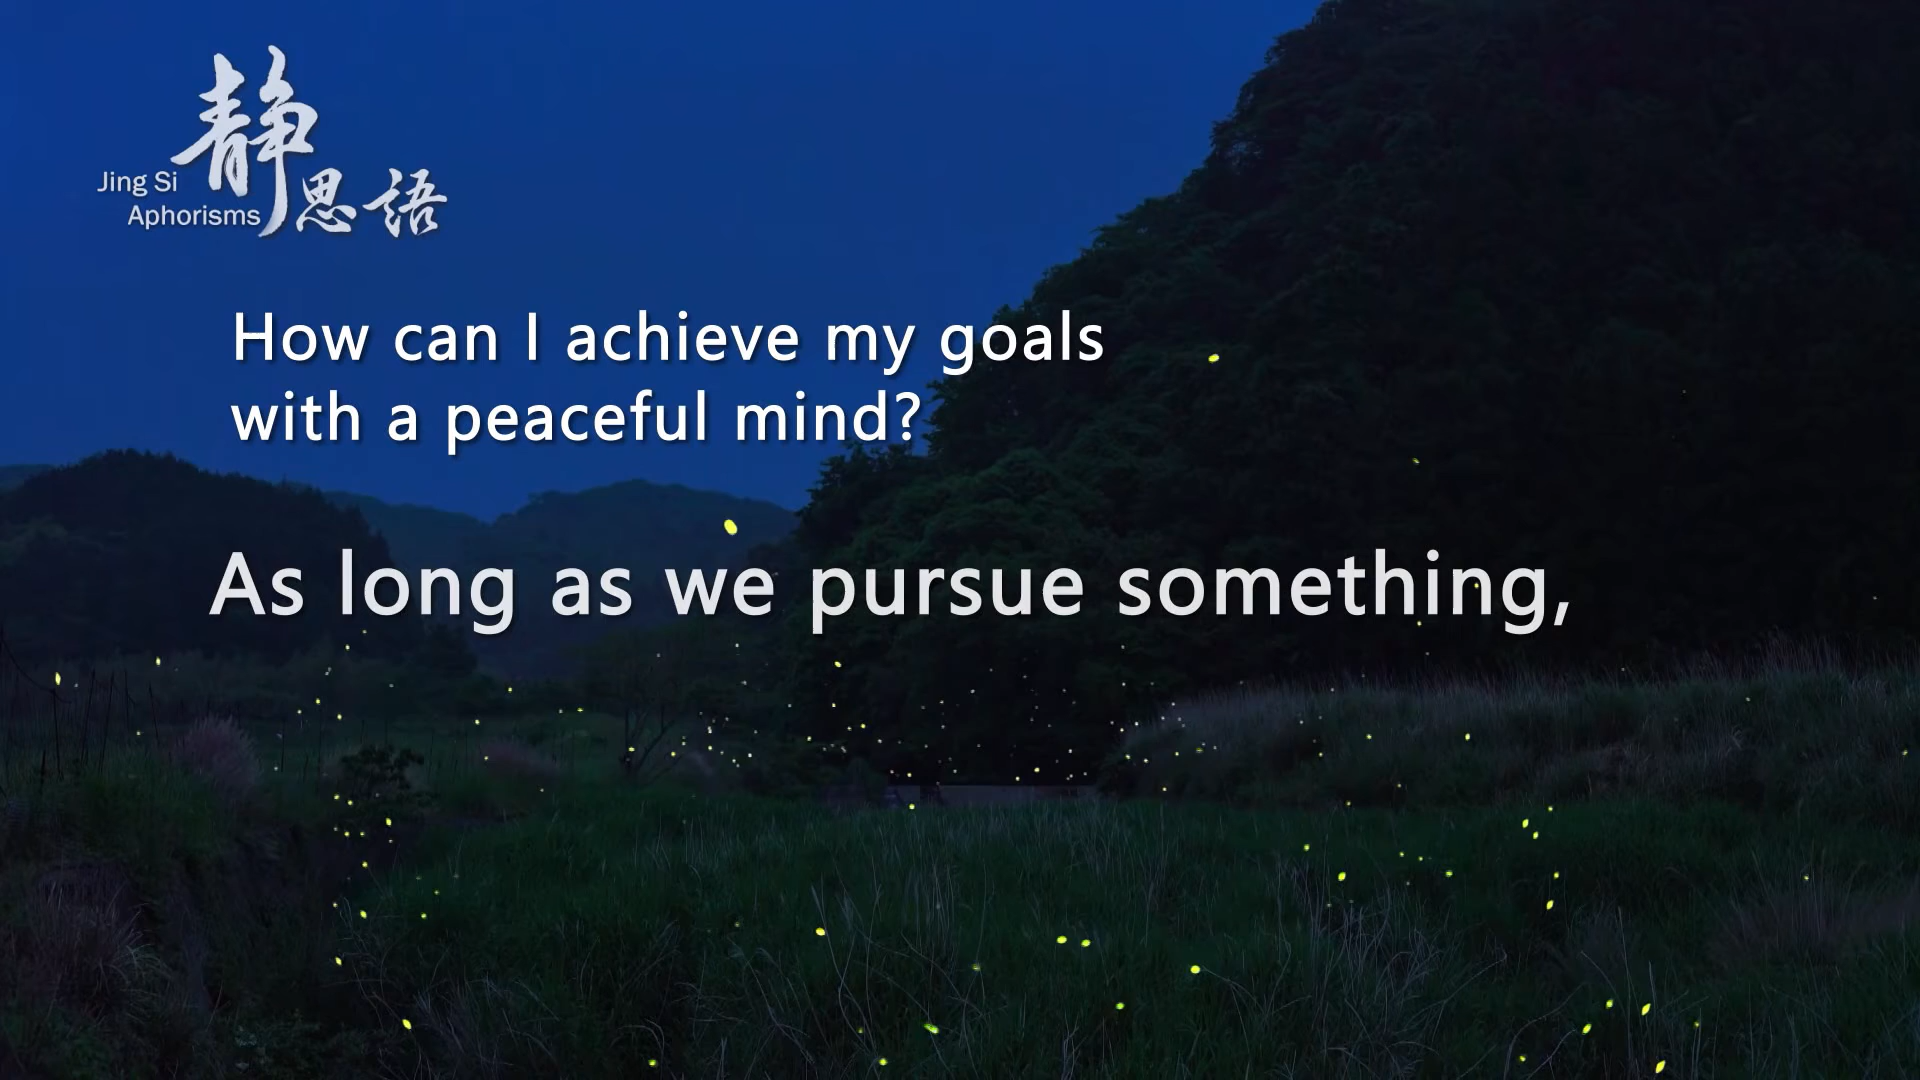 静思語
Jing Si
Aphorisms
How can I achieve my goals
with a peaceful mind?
As long as we pursue something,